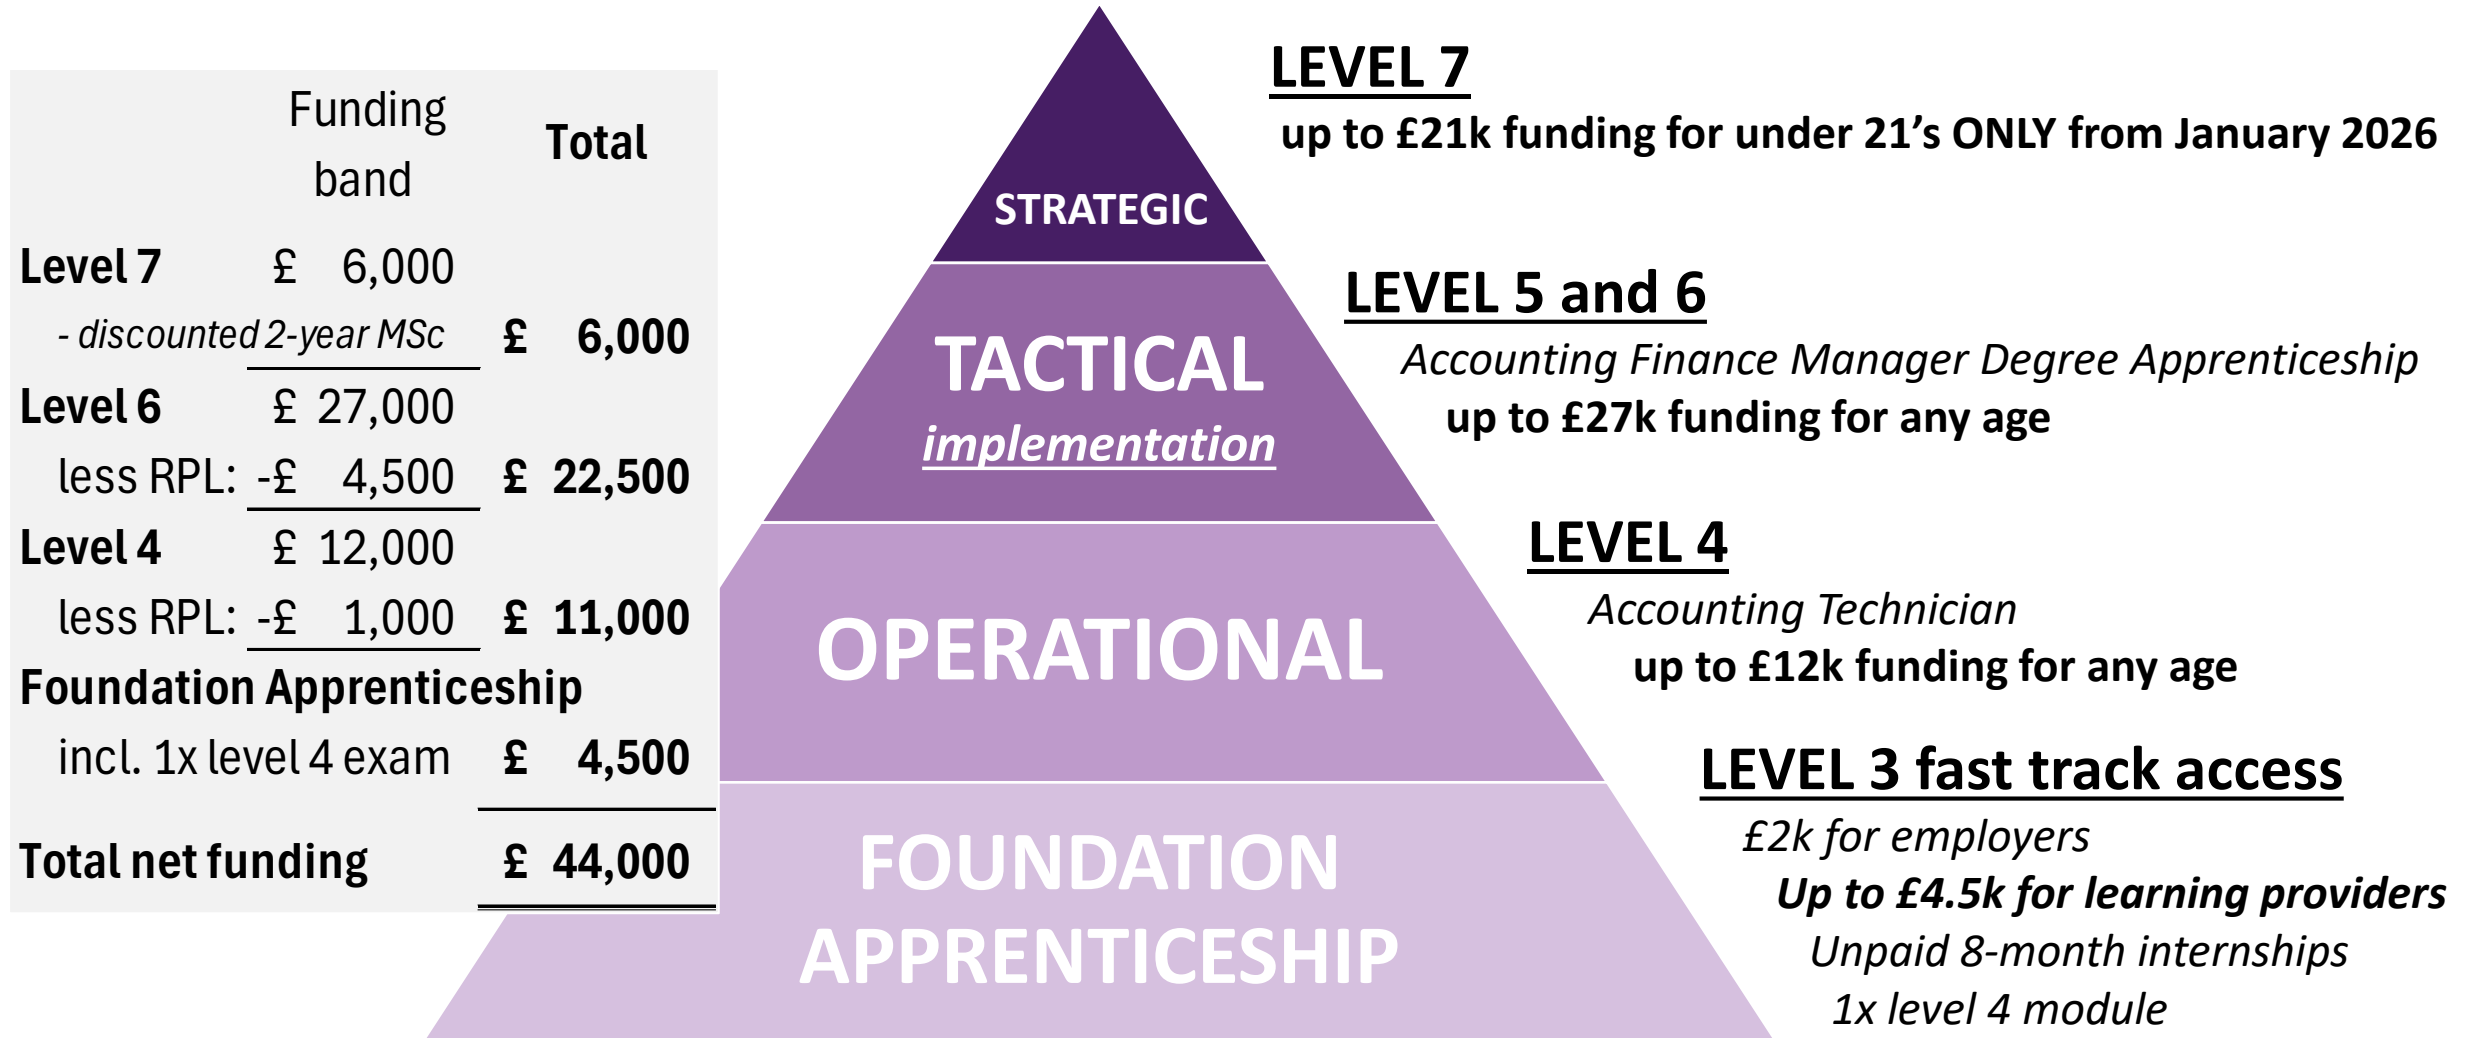 Funding
band
Total
Level 7 £ 6,000
- discounted 2-year MSc £ 6,000
Level 6 £ 27,000
less RPL: -£ 4,500 £ 22,500
Level 4 £ 12,000
less RPL: -£ 1,000 £ 11,000
Foundation Apprenticeship
incl. 1x level 4 exam £ 4,500
Total net funding £ 44,000
STRATEGIC
TACTICAL
implementation
OPERATIONAL
FOUNDATION
APPRENTICESHIP
LEVEL 7
up to £21k funding for under 21’s ONLY from January 2026
LEVEL 5 and 6
Accounting Finance Manager Degree Apprenticeship
up to £27k funding for any age
LEVEL 4
Accounting Technician
up to £12k funding for any age
LEVEL 3 fast track access
£2k for employers
Up to £4.5k for learning providers
Unpaid 8-month internships
1x level 4 module